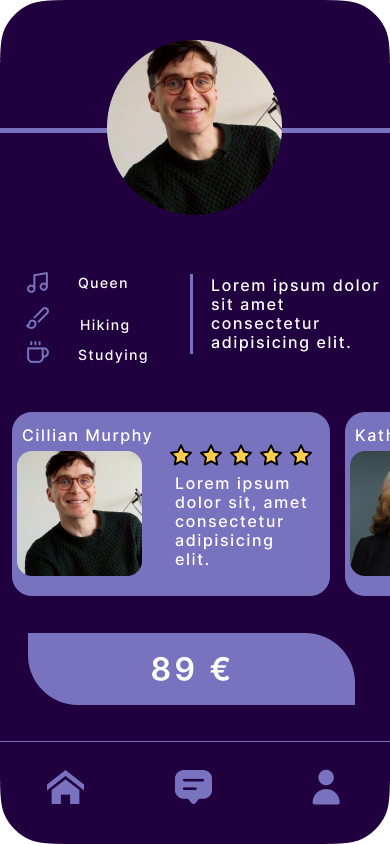 Queen
Hiking
Studying
Lorem ipsum dolor
sit amet
consectetur
adipisicing elit.
Cillian Murphy
Lorem ipsum
dolor sit, amet
consectetur
adipisicing
elit.
Kath
89 €